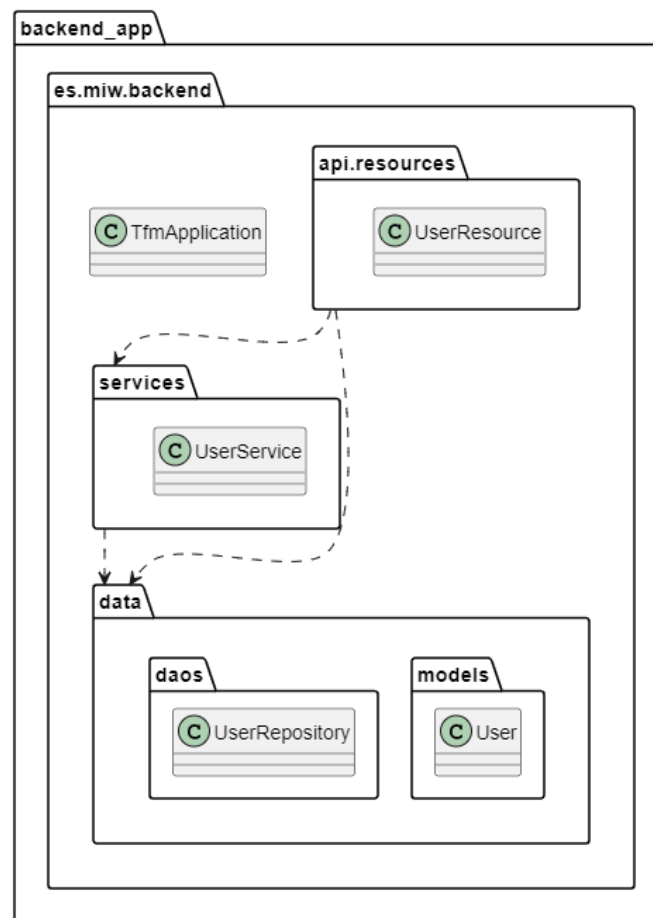 backend_app
es.miw.backend
api.resources
C TfmApplication
C UserResource
services
C UserService
data
daos
models
C UserRepository
C User